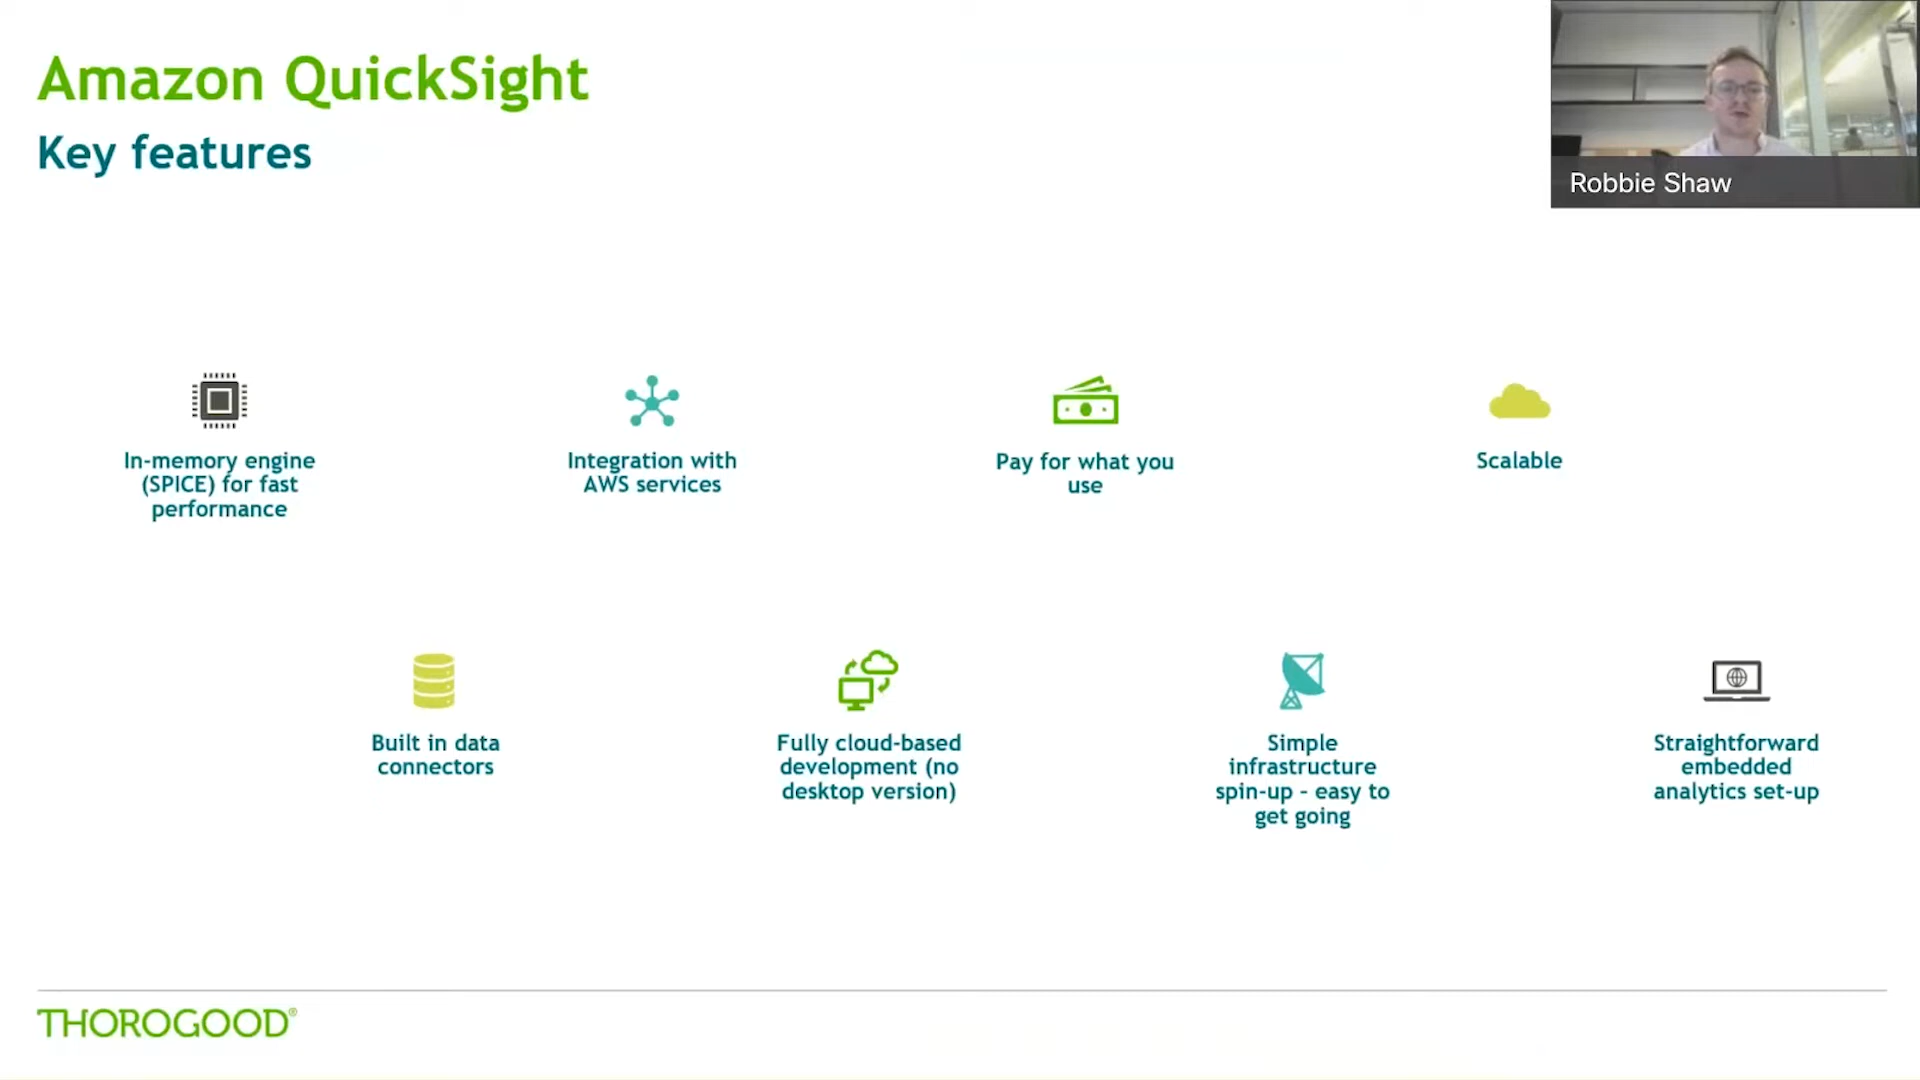 Amazon QuickSight
Key features
Robbie Shaw
In-memory engine
(SPICE) for fast
performance
Integration with
AWS services
Pay for what you
use
Scalable
Built in data
connectors
Fully cloud-based
development (no
desktop version)
Simple
infrastructure
spin-up - easy to
get going
Straightforward
embedded
analytics set-up
THOROGOOD®